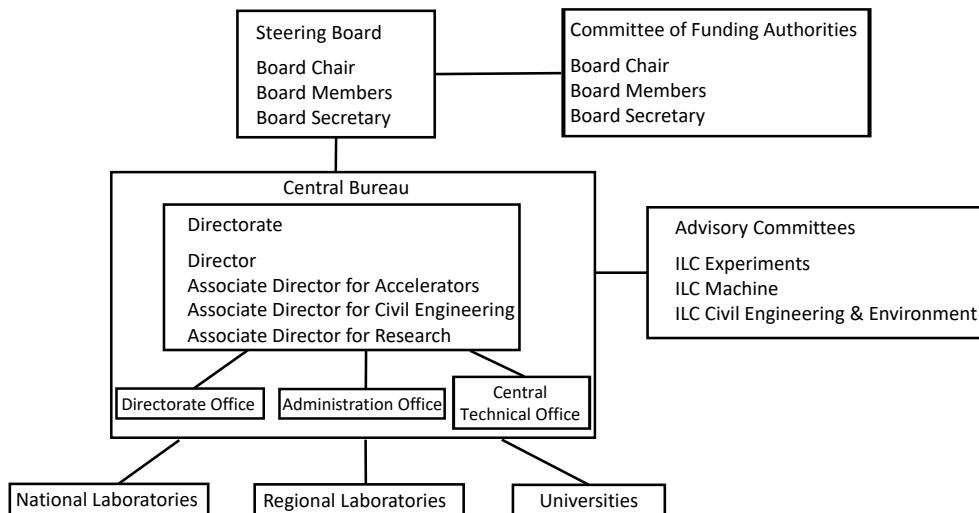 Steering Board
Board Chair
Board Members
Board Secretary
Committee of Funding Authorities
Board Chair
Board Members
Board Secretary
Central Bureau
Directorate
Director
Associate Director for Accelerators
Associate Director for Civil Engineering
Associate Director for Research
Advisory Committees
ILC Experiments
ILC Machine
ILC Civil Engineering & Environment
Directorate Office
Administration Office
Central
Technical Office
National Laboratories
Regional Laboratories
Universities